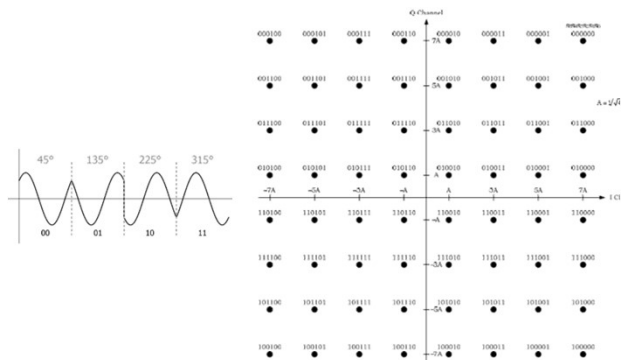 45° 135° 225° 315°
00 01 10 11
Q Channel
000100 000101 000111 000110 000010 000011 000001 000000
7A
001100 001101 001111 001110 001010 001011 001001 001000
5A
011100 011101 011111 011110 011010 011011 011001 011000
3A
010100 010101 010111 010110 010010 010011 010001 010000
A
−7A −5A −3A −A A 3A 5A 7A
110100 110101 110111 110110 110010 110011 110001 110000
−A
111100 111101 111111 111110 111010 111011 111001 111000
−3A
101100 101101 101111 101110 101010 101011 101001 101000
−5A
100100 100101 100111 100110 100010 100011 100001 100000
−7A